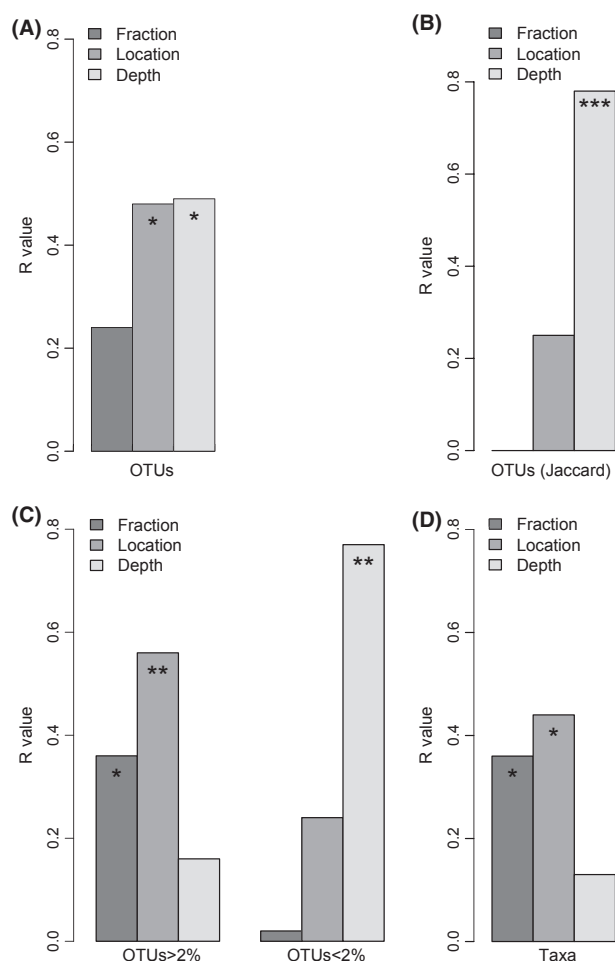 (A)
Fraction
Location
Depth
R value
0.0 0.2 0.4 0.6 0.8
* *
OTUs
(B)
Fraction
Location
Depth
R value
0.0 0.2 0.4 0.6 0.8
***
OTUs (Jaccard)
(C)
Fraction
Location
Depth
R value
0.0 0.2 0.4 0.6 0.8
* ** **
OTUs>2% OTUs<2%
(D)
Fraction
Location
Depth
R value
0.0 0.2 0.4 0.6 0.8
* *
Taxa